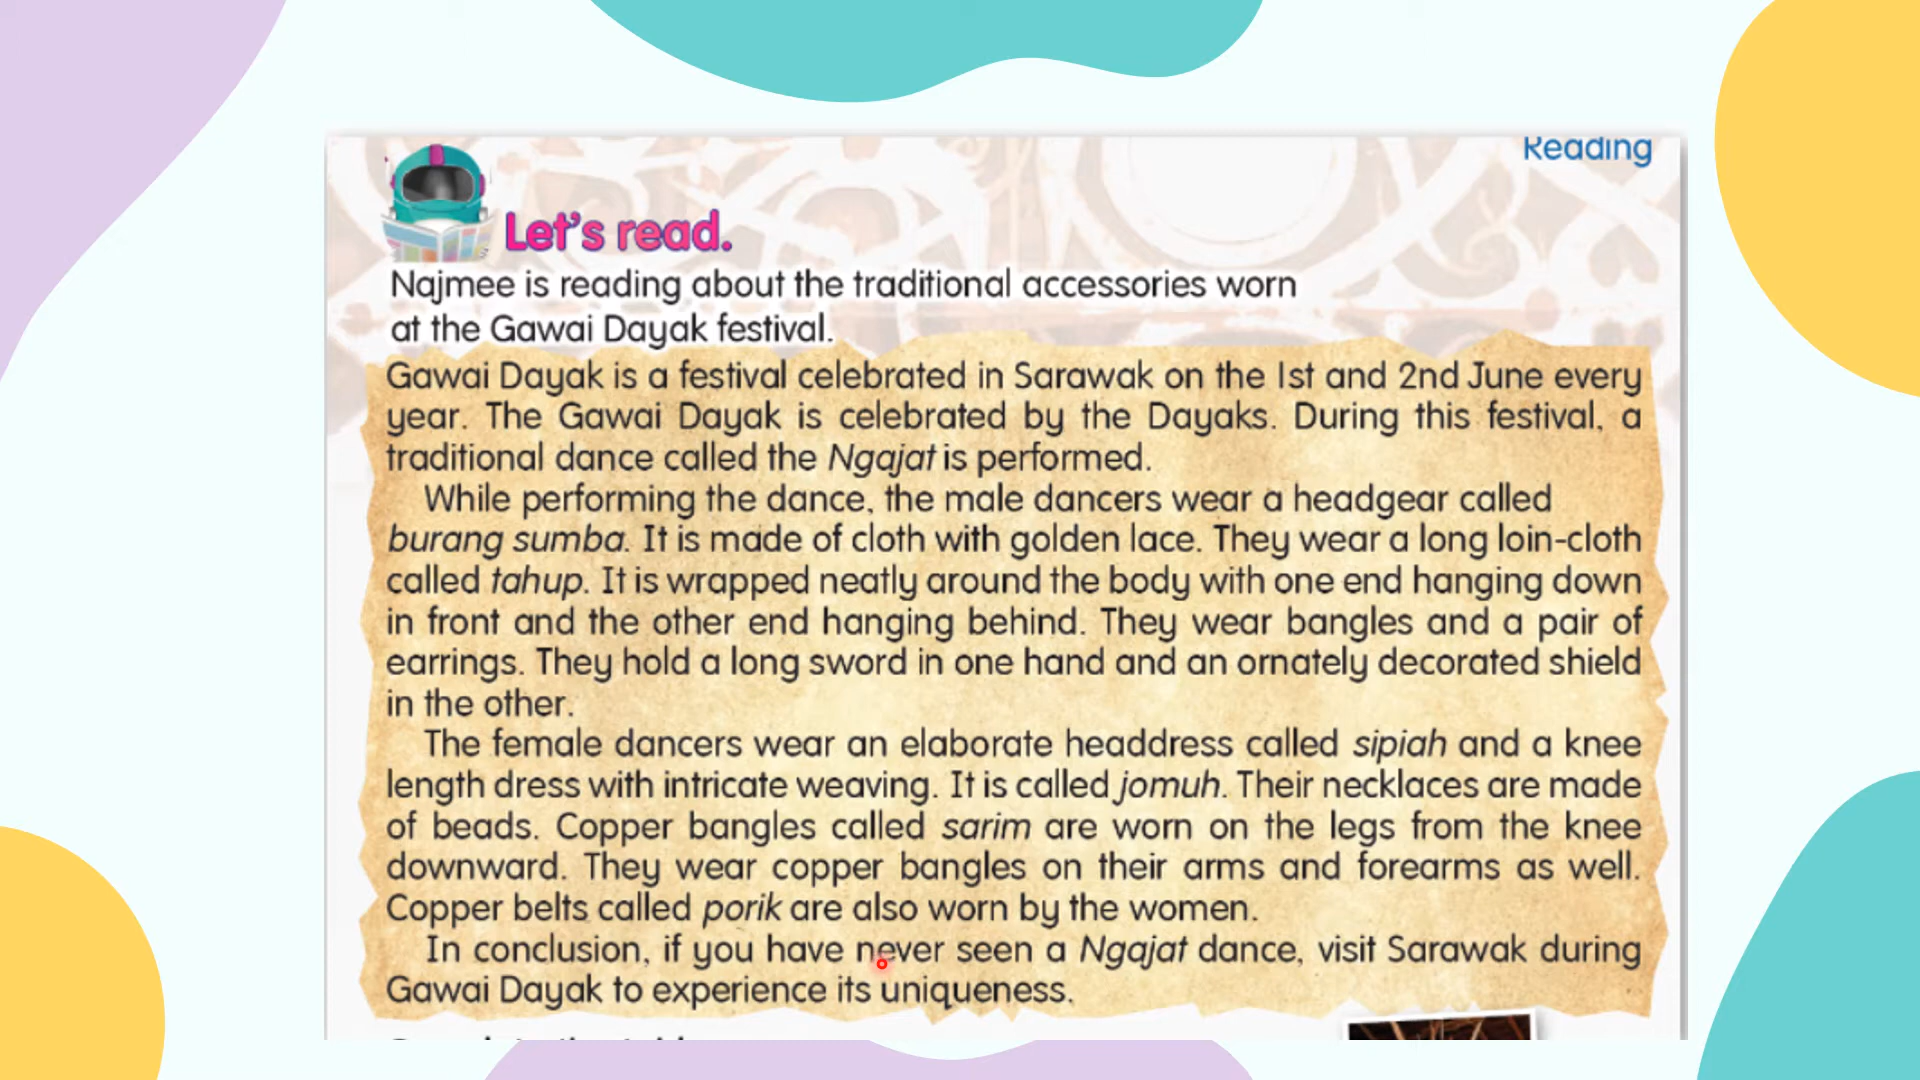 Reading
Let's read.
Najmee is reading about the traditional accessories worn
at the Gawai Dayak festival.
Gawai Dayak is a festival celebrated in Sarawak on the 1st and 2nd June every
year. The Gawai Dayak is celebrated by the Dayaks. During this festival, a
traditional dance called the Ngajat is performed.
While performing the dance, the male dancers wear a headgear called
burang sumba. It is made of cloth with golden lace. They wear a long loin-cloth
called tahup. It is wrapped neatly around the body with one end hanging down
in front and the other end hanging behind. They wear bangles and a pair of
earrings. They hold a long sword in one hand and an ornately decorated shield
in the other.
The female dancers wear an elaborate headdress called sipiah and a knee
length dress with intricate weaving. It is called jomuh. Their necklaces are made
of beads. Copper bangles called sarim are worn on the legs from the knee
downward. They wear copper bangles on their arms and forearms as well.
Copper belts called porik are also worn by the women.
In conclusion, if you have never seen a Ngajat dance, visit Sarawak during
Gawai Dayak to experience its uniqueness.